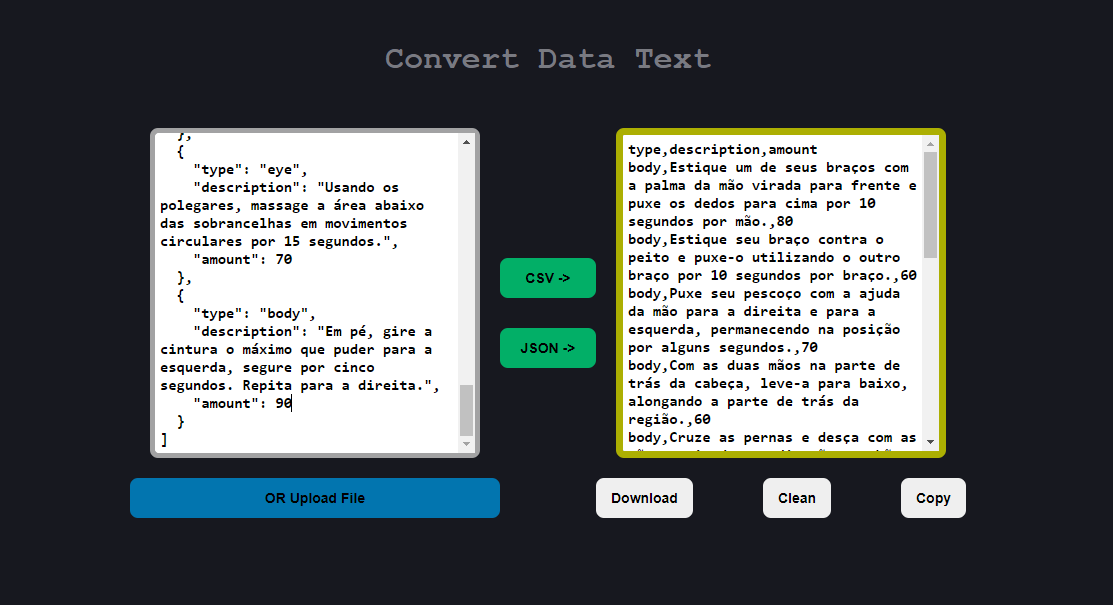 Convert Data Text
},
{
"type": "eye",
"description": "Usando os
polegares, massage a área abaixo
das sobrancelhas em movimentos
circulares por 15 segundos.",
"amount": 70
},
{
"type": "body",
"description": "Em pé, gire a
cintura o máximo que puder para a
esquerda, segure por cinco
segundos. Repita para a direita.",
"amount": 90
}
]
CSV ->
JSON ->
type,description,amount
body,Estique um de seus braços com
a palma da mão virada para frente e
puxe os dedos para cima por 10
segundos por mão.,80
body,Estique seu braço contra o
peito e puxe-o utilizando o outro
braço por 10 segundos por braço.,60
body,Puxe seu pescoço com a ajuda
da mão para a direita e para a
esquerda, permanecendo na posição
por alguns segundos.,70
body,Com as duas mãos na parte de
trás da cabeça, leve-a para baixo,
alongando a parte de trás da
região.,60
body,Cruze as pernas e desça com as
OR Upload File
Download
Clean
Copy